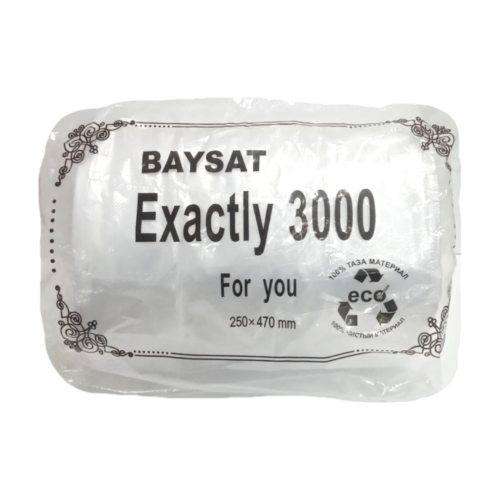 BAYSAT
Exactly 3000
For you
250×470 mm
100% ТАЗА МАТЕРИАЛ
eco
100% ЧИСТЫЙ МАТЕРИАЛ